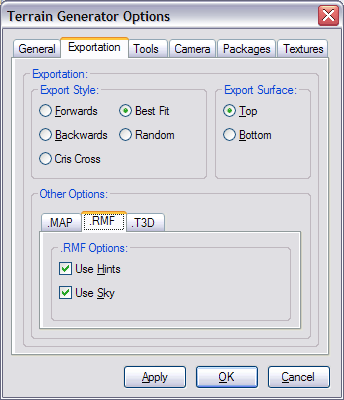 Terrain Generator Options
General Exportation Tools Camera Packages Textures
Exportation:
Export Style: Export Surface:
Forwards Best Fit Top
Backwards Random Bottom
Cris Cross
Other Options:
.MAP .RMF .T3D
.RMF Options:
Use Hints
Use Sky
Apply OK Cancel